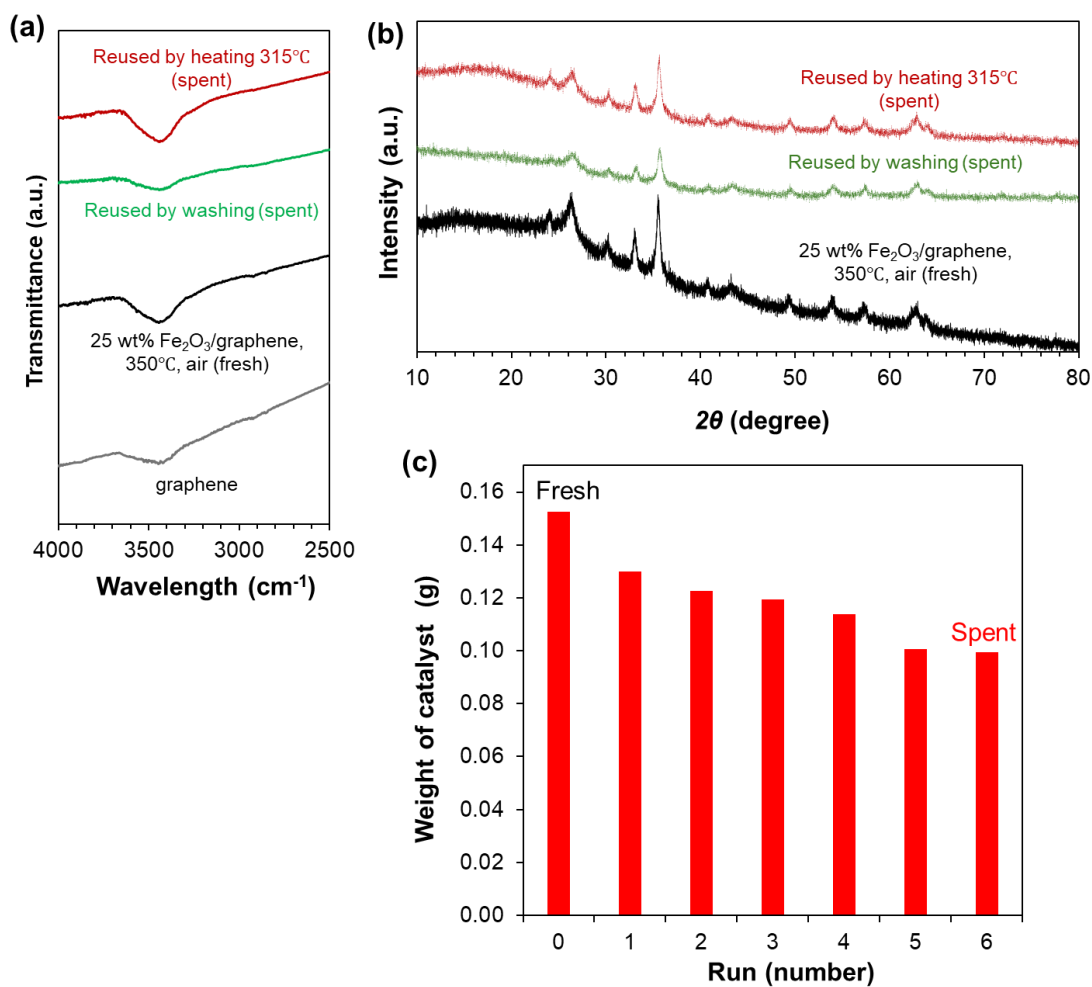 (a)
Reused by heating 315℃
(spent)
Reused by washing (spent)
25 wt% Fe₂O₃/graphene,
350℃, air (fresh)
graphene
Transmittance (a.u.)
4000 3500 3000 2500
Wavelength (cm⁻¹)
(b)
Reused by heating 315℃
(spent)
Reused by washing (spent)
25 wt% Fe₂O₃/graphene,
350℃, air (fresh)
Intensity (a.u.)
10 20 30 40 50 60 70 80
2θ (degree)
(c)
0.16
0.14
0.12
0.10
0.08
0.06
0.04
0.02
0.00
Weight of catalyst (g)
Fresh
Spent
0 1 2 3 4 5 6
Run (number)